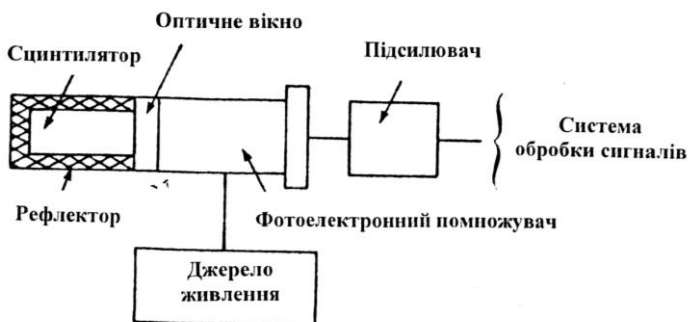 Оптичне вікно
Сцинтилятор
Підсилювач
Система
обробки сигналів
Рефлектор
Фотоелектронний помножувач
Джерело
живлення